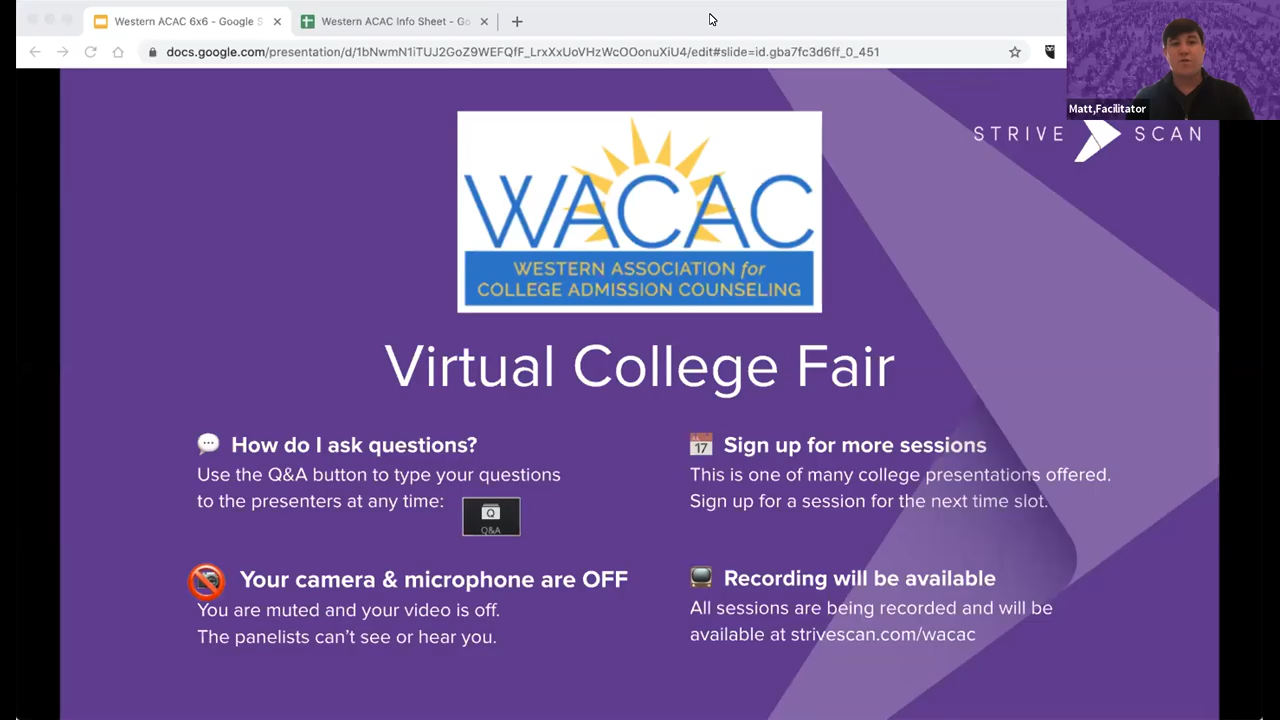 Western ACAC 6x6 - Google S
Western ACAC Info Sheet - Go
docs.google.com/presentation/d/1bNwmN1iTUJ2GoZ9WEFQfF_LrxXxUoVHzWcOOonuXiU4/edit#slide=id.gba7fc3d6ff_0_451
Matt,Facilitator
STRIVE SCAN
WACAC
WESTERN ASSOCIATION for
COLLEGE ADMISSION COUNSELING
Virtual College Fair
How do I ask questions?
Use the Q&A button to type your questions
to the presenters at any time:
Q
Q&A
17
Sign up for more sessions
This is one of many college presentations offered.
Sign up for a session for the next time slot.
Your camera & microphone are OFF
You are muted and your video is off.
The panelists can't see or hear you.
Recording will be available
All sessions are being recorded and will be
available at strivescan.com/wacac